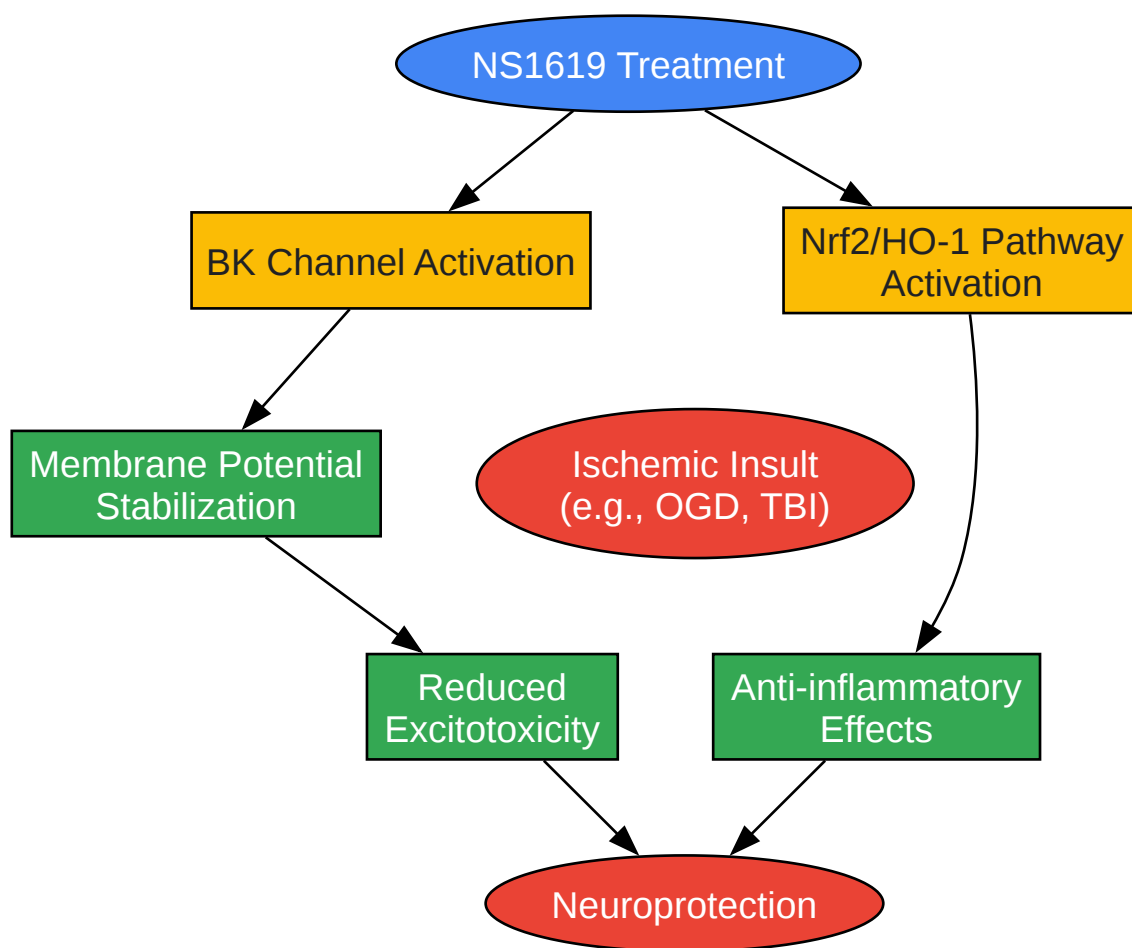 NS1619 Treatment
BK Channel Activation
Nrf2/HO-1 Pathway
Activation
Membrane Potential
Stabilization
Ischemic Insult
(e.g., OGD, TBI)
Reduced
Excitotoxicity
Anti-inflammatory
Effects
Neuroprotection